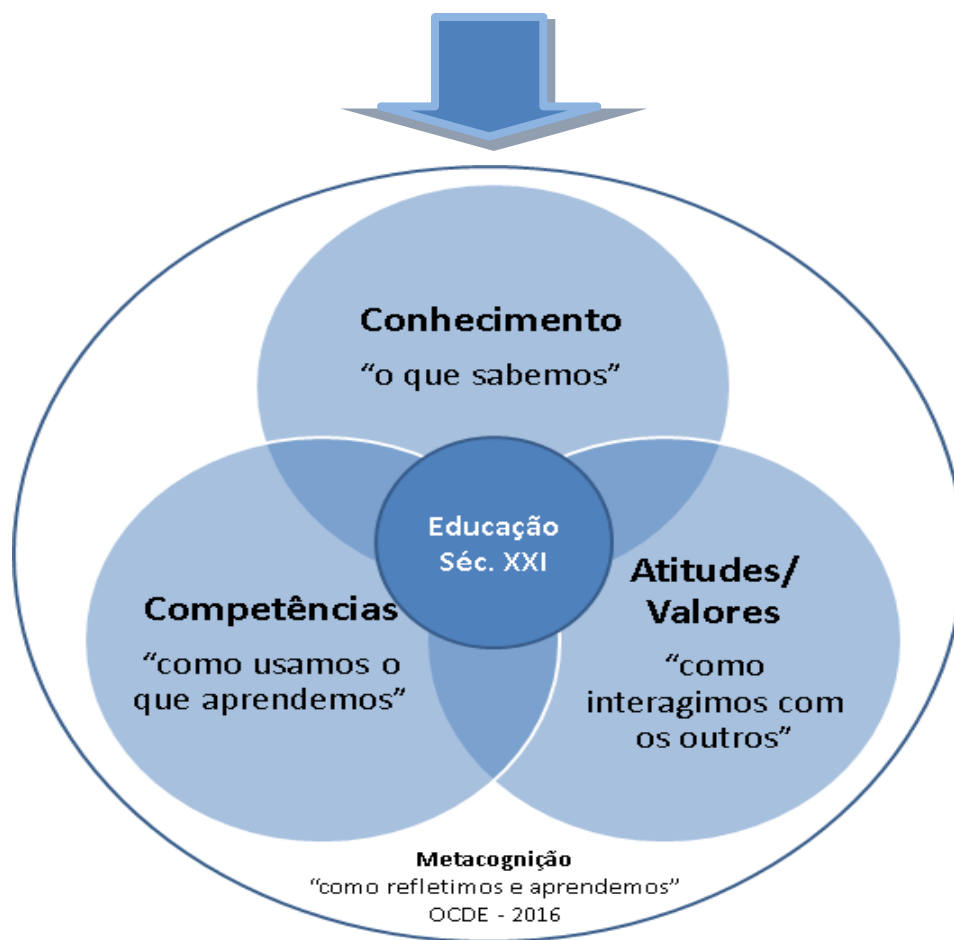 Conhecimento
“o que sabemos”
Educação
Séc. XXI
Competências
“como usamos o
que aprendemos”
Atitudes/
Valores
“como
interagimos com
os outros”
Metacognição
“como refletimos e aprendemos”
OCDE - 2016